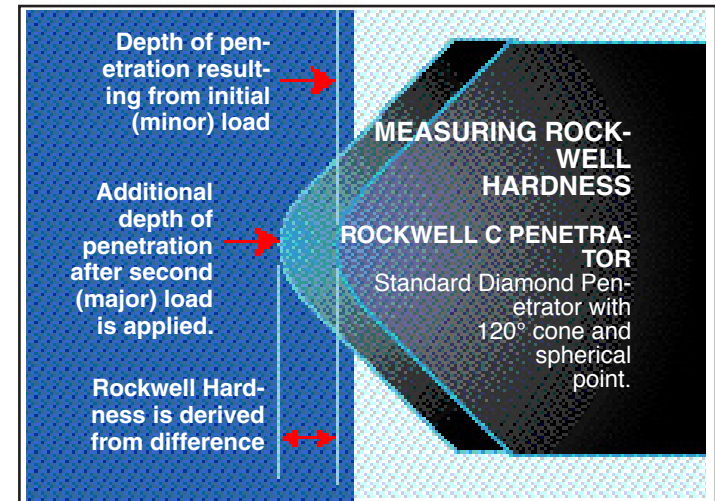 Depth of pen-
etration result-
ing from initial
(minor) load
MEASURING ROCK-
WELL
HARDNESS
Additional
depth of
penetration
after second
(major) load
is applied.
ROCKWELL C PENETRA-
TOR
Standard Diamond Pen-
etrator with
120° cone and
spherical
point.
Rockwell Hard-
ness is derived
from difference